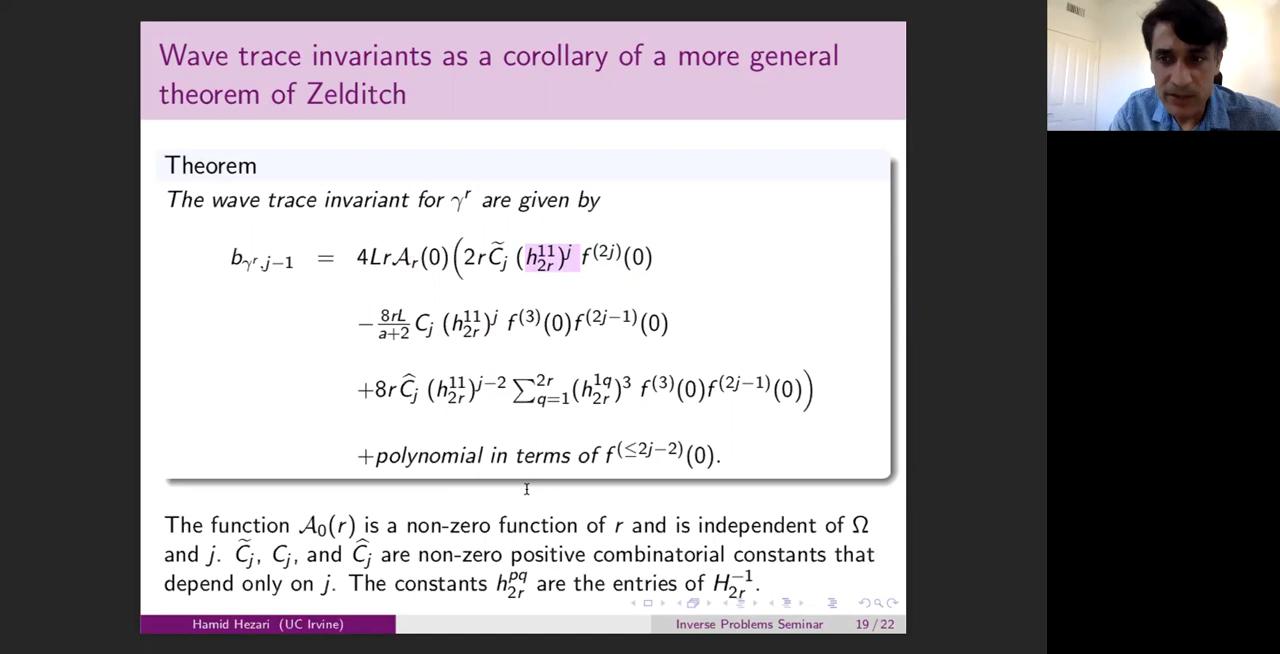 Wave trace invariants as a corollary of a more general
theorem of Zelditch
Theorem
The wave trace invariant for γ^r are given by
b_{γ^r,j−1} = 4LrA_r(0)(2rC̃_j (h^{11}_{2r})^j f^{(2j)}(0)
−\frac{8rL}{a+2} C_j (h^{11}_{2r})^j f^{(3)}(0)f^{(2j−1)}(0)
+8rĈ_j (h^{11}_{2r})^{j−2} ∑_{q=1}^{2r}(h^{1q}_{2r})^3 f^{(3)}(0)f^{(2j−1)}(0))
+polynomial in terms of f^{(≤2j−2)}(0).
The function A_0(r) is a non-zero function of r and is independent of Ω
and j. C̃_j, C_j, and Ĉ_j are non-zero positive combinatorial constants that
depend only on j. The constants h^{pq}_{2r} are the entries of H^{−1}_{2r}.
Hamid Hezari (UC Irvine) Inverse Problems Seminar 19 / 22